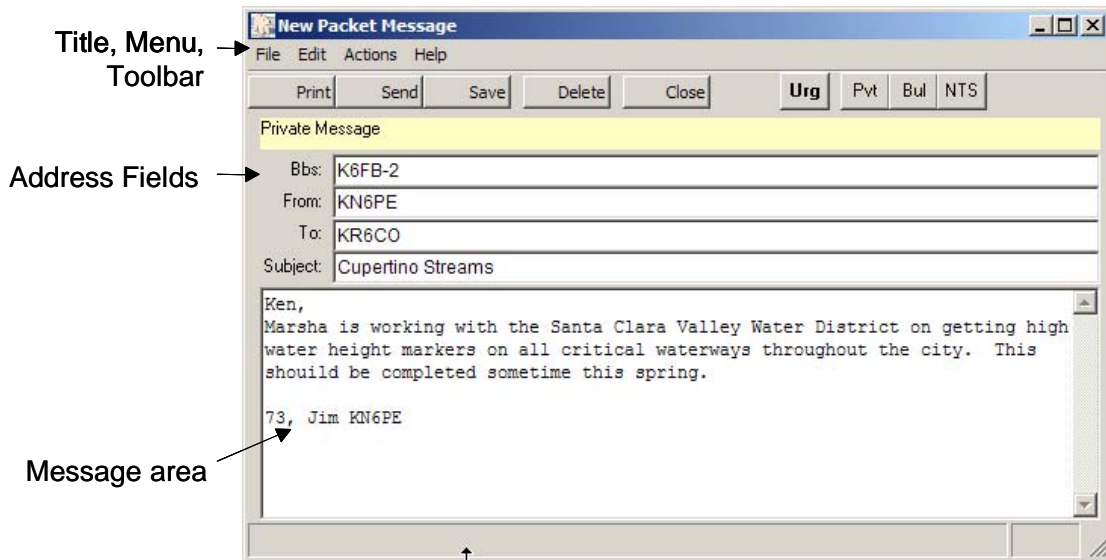 New Packet Message
Title, Menu,
Toolbar
File Edit Actions Help
Print Send Save Delete Close Urg Pvt Bul NTS
Private Message
Address Fields
Bbs: K6FB-2
From: KN6PE
To: KR6CO
Subject: Cupertino Streams
Ken,
Marsha is working with the Santa Clara Valley Water District on getting high
water height markers on all critical waterways throughout the city. This
shouild be completed sometime this spring.
73, Jim KN6PE
Message area